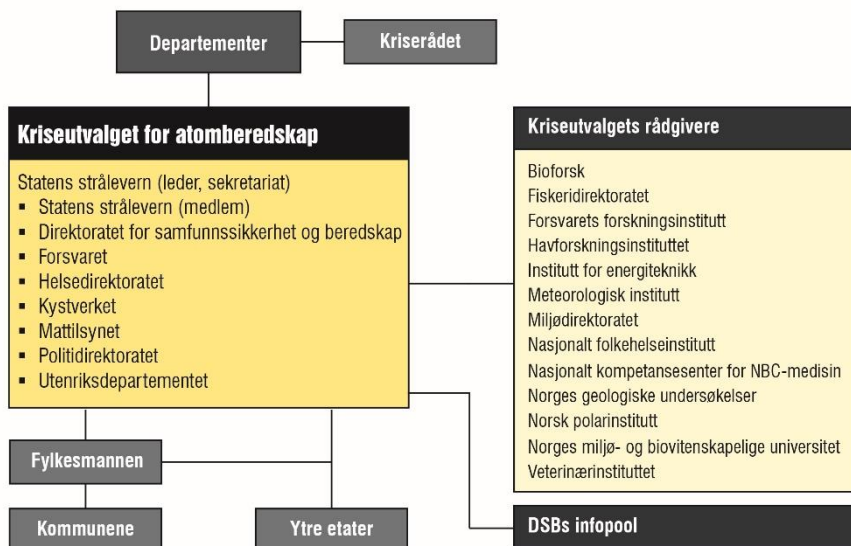 Departementer
Kriserådet
Kriseutvalget for atomberedskap
Statens strålevern (leder, sekretariat)
▪ Statens strålevern (medlem)
▪ Direktoratet for samfunnssikkerhet og beredskap
▪ Forsvaret
▪ Helsedirektoratet
▪ Kystverket
▪ Mattilsynet
▪ Politidirektoratet
▪ Utenriksdepartementet
Kriseutvalgets rådgivere
Bioforsk
Fiskeridirektoratet
Forsvarets forskningsinstitutt
Havforskningsinstituttet
Institutt for energiteknikk
Meteorologisk institutt
Miljødirektoratet
Nasjonalt folkehelseinstitutt
Nasjonalt kompetansesenter for NBC-medisin
Norges geologiske undersøkelser
Norsk polarinstitutt
Norges miljø- og biovitenskapelige universitet
Veterinærinstituttet
Fylkesmannen
Kommunene
Ytre etater
DSBs infopool